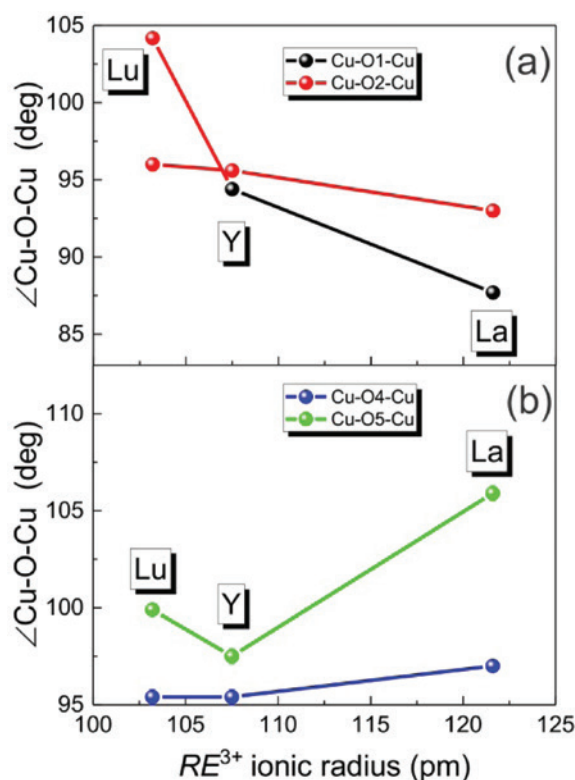 105
100
95
90
85
∠Cu-O-Cu (deg)
Lu
Y
La
Cu-O1-Cu
Cu-O2-Cu
(a)
110
105
100
95
∠Cu-O-Cu (deg)
Lu
Y
La
Cu-O4-Cu
Cu-O5-Cu
(b)
100 105 110 115 120 125
RE³⁺ ionic radius (pm)